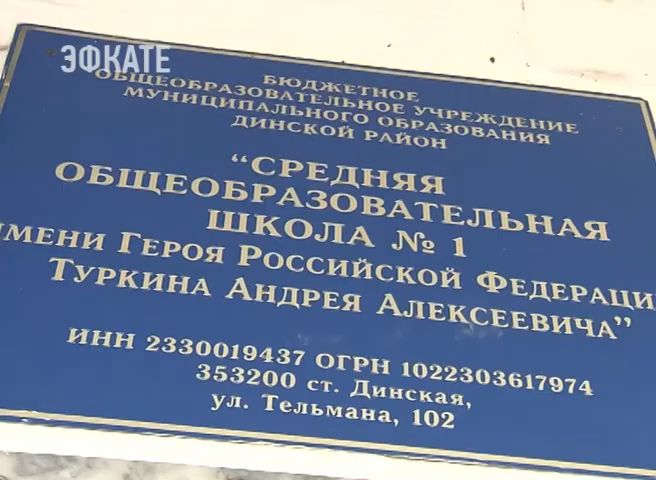 ЭФКАТЕ
БЮДЖЕТНОЕ
ОБЩЕОБРАЗОВАТЕЛЬНОЕ УЧРЕЖДЕНИЕ
МУНИЦИПАЛЬНОГО ОБРАЗОВАНИЯ
ДИНСКОЙ РАЙОН
“СРЕДНЯЯ
ОБЩЕОБРАЗОВАТЕЛЬНАЯ
ШКОЛА № 1
ИМЕНИ ГЕРОЯ РОССИЙСКОЙ ФЕДЕРАЦИИ
ТУРКИНА АНДРЕЯ АЛЕКСЕЕВИЧА”
ИНН 2330019437 ОГРН 1022303617974
353200 ст. Динская,
ул. Тельмана, 102